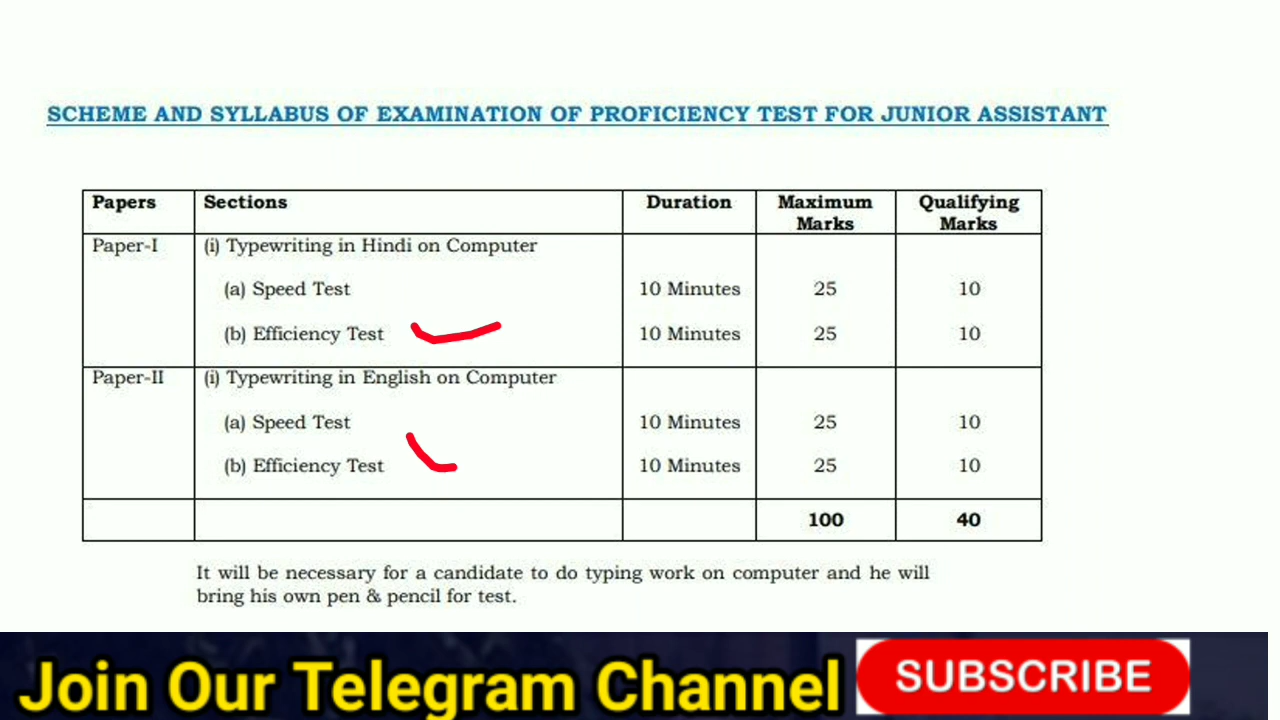 SCHEME AND SYLLABUS OF EXAMINATION OF PROFICIENCY TEST FOR JUNIOR ASSISTANT
Papers Sections Duration Maximum Marks Qualifying Marks
Paper-I (i) Typewriting in Hindi on Computer
(a) Speed Test 10 Minutes 25 10
(b) Efficiency Test 10 Minutes 25 10
Paper-II (i) Typewriting in English on Computer
(a) Speed Test 10 Minutes 25 10
(b) Efficiency Test 10 Minutes 25 10
100 40
It will be necessary for a candidate to do typing work on computer and he will
bring his own pen & pencil for test.
Join Our Telegram Channel SUBSCRIBE